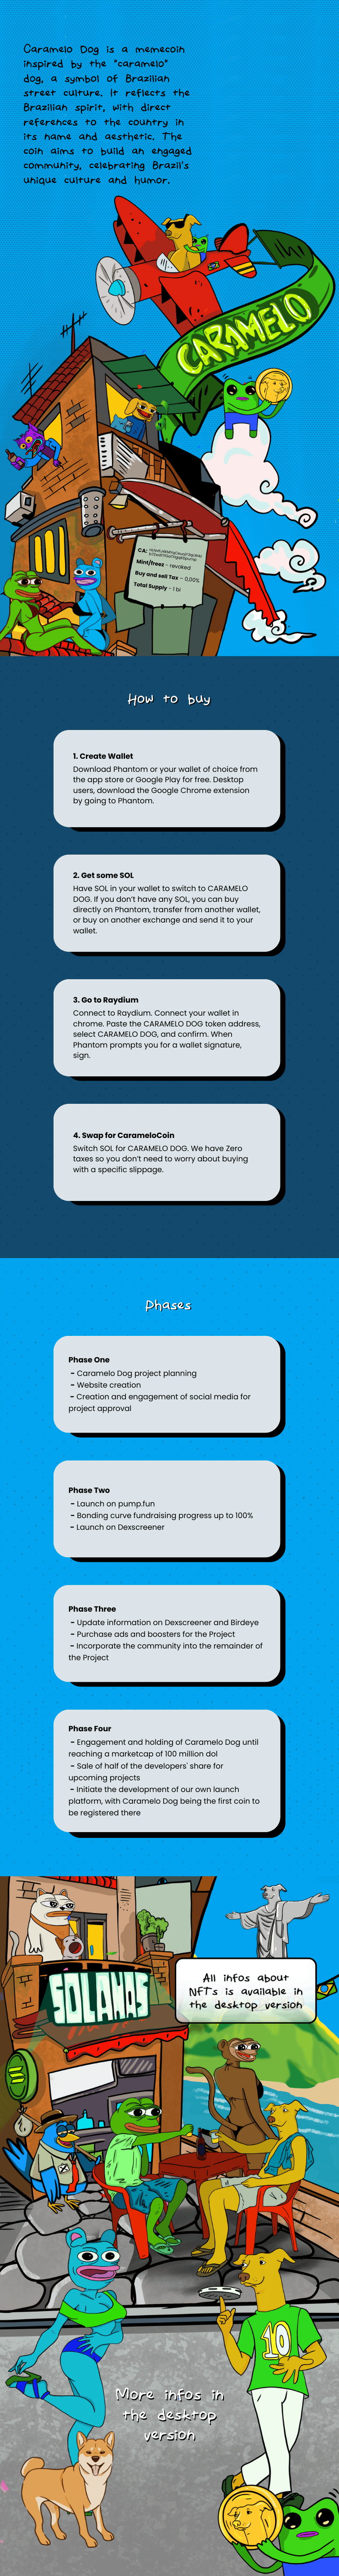 Caramelo Dog is a memecoin
inspired by the "caramelo"
dog, a symbol of Brazilian
street culture. It reflects the
Brazilian spirit, with direct
references to the country in
its name and aesthetic. The
coin aims to build an engaged
community, celebrating Brazil's
unique culture and humor.
CARAMELO
CA:
Mint/frees - revoked
Buy and sell Tax - 0,00%
Total Supply - 1 bi
How to buy
1. Create Wallet
Download Phantom or your wallet of choice from
the app store or Google Play for free. Desktop
users, download the Google Chrome extension
by going to Phantom.
2. Get some SOL
Have SOL in your wallet to switch to CARAMELO
DOG. If you don't have any SOL, you can buy
directly on Phantom, transfer from another wallet,
or buy on another exchange and send it to your
wallet.
3. Go to Raydium
Connect to Raydium. Connect your wallet in
chrome. Paste the CARAMELO DOG token address,
select CARAMELO DOG, and confirm. When
Phantom prompts you for a wallet signature,
sign.
4. Swap for CarameloCoin
Switch SOL for CARAMELO DOG. We have Zero
taxes so you don't need to worry about buying
with a specific slippage.
Phases
Phase One
- Caramelo Dog project planning
- Website creation
- Creation and engagement of social media for
project approval
Phase Two
- Launch on pump.fun
- Bonding curve fundraising progress up to 100%
- Launch on Dexscreener
Phase Three
- Update information on Dexscreener and Birdeye
- Purchase ads and boosters for the Project
- Incorporate the community into the remainder of
the Project
Phase Four
- Engagement and holding of Caramelo Dog until
reaching a marketcap of 100 million dol
- Sale of half of the developers' share for
upcoming projects
- Initiate the development of our own launch
platform, with Caramelo Dog being the first coin to
be registered there
All infos about
NFTs is available in
the desktop version
SOLANAS
10
More infos in
the desktop
version